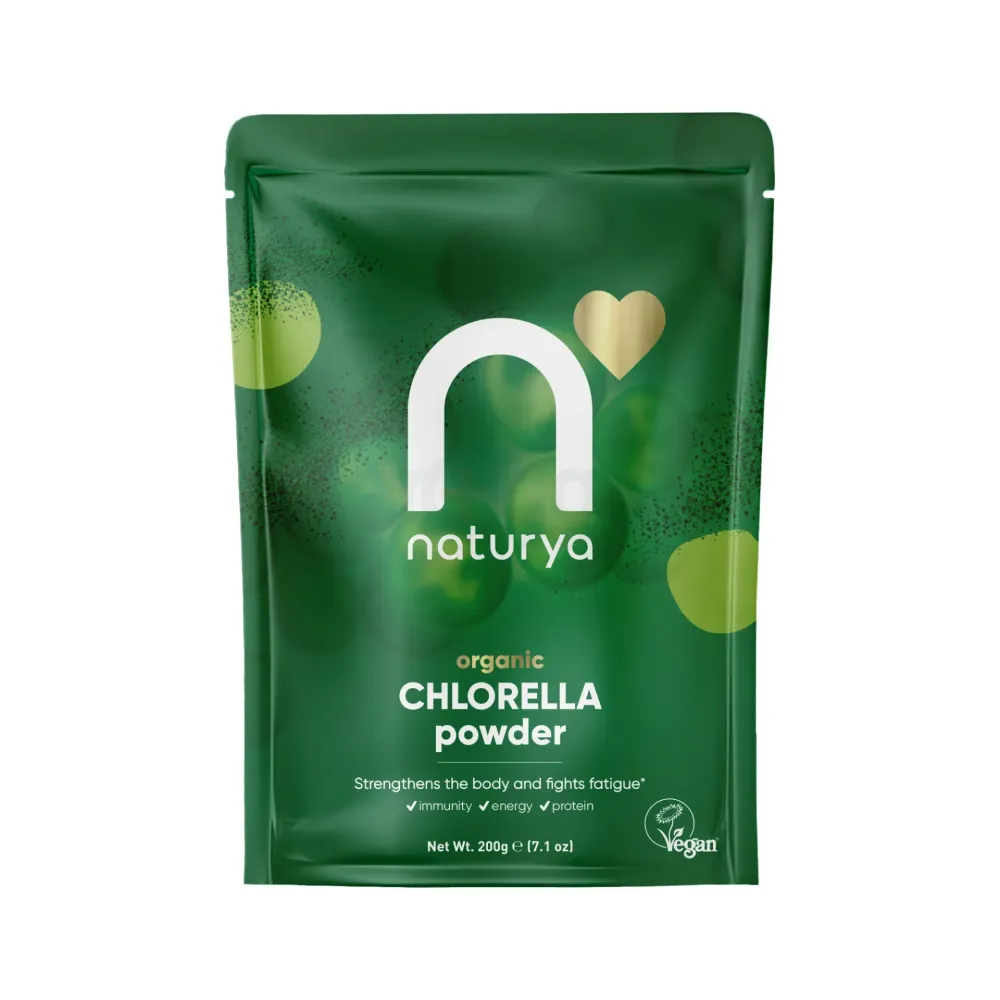 naturya
organic
CHLORELLA
powder
Strengthens the body and fights fatigue*
✓immunity ✓energy ✓protein
Net Wt. 200g ℮ (7.1 oz)
Vegan